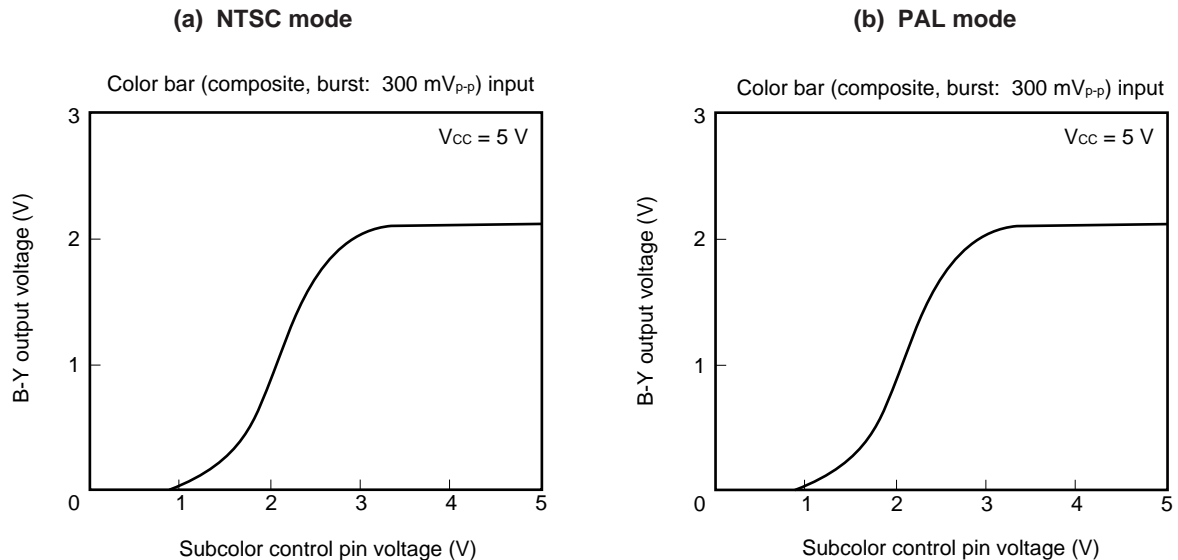 (a) NTSC mode
Color bar (composite, burst: 300 mVp-p) input
3
VCC = 5 V
2
1
0
1
2
3
4
5
B-Y output voltage (V)
Subcolor control pin voltage (V)
(b) PAL mode
Color bar (composite, burst: 300 mVp-p) input
3
VCC = 5 V
2
1
0
1
2
3
4
5
B-Y output voltage (V)
Subcolor control pin voltage (V)